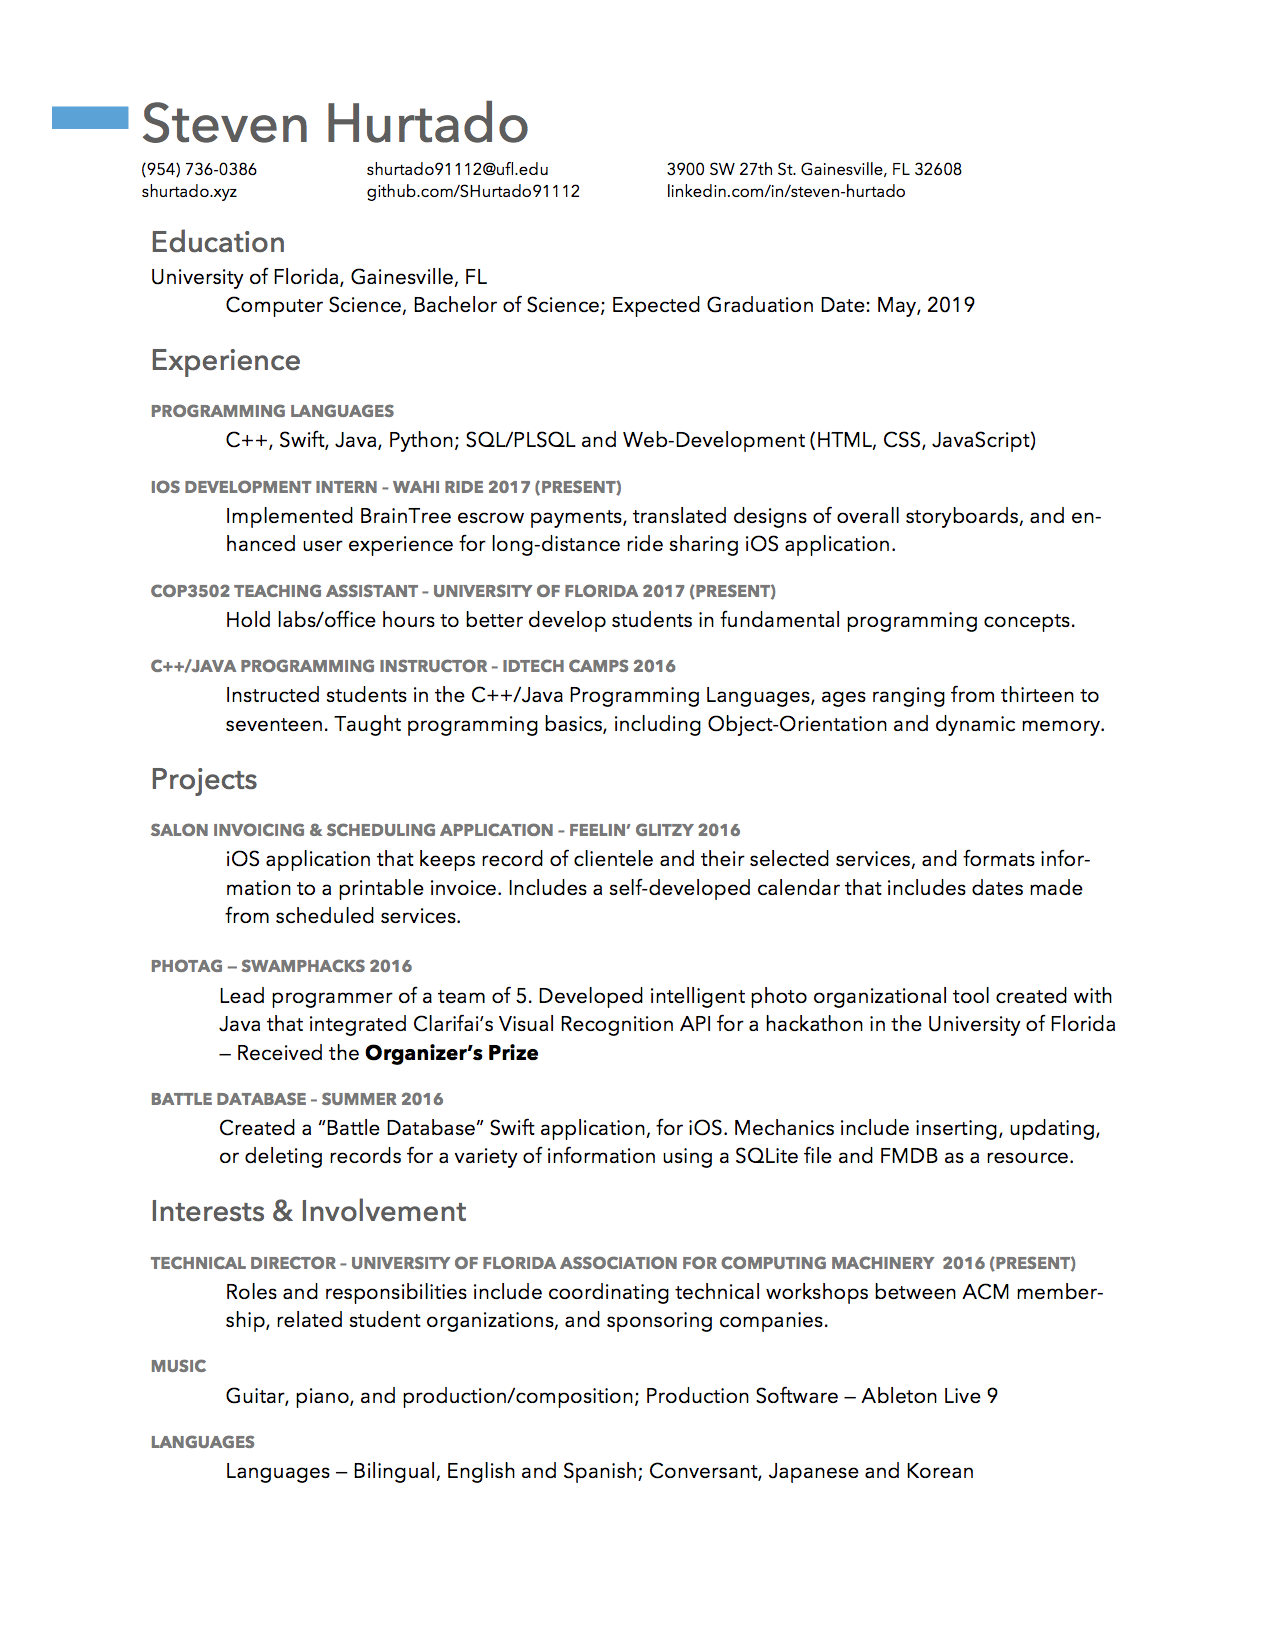 Steven Hurtado
(954) 736-0386 shurtado91112@ufl.edu 3900 SW 27th St. Gainesville, FL 32608
shurtado.xyz github.com/SHurtado91112 linkedin.com/in/steven-hurtado
Education
University of Florida, Gainesville, FL
Computer Science, Bachelor of Science; Expected Graduation Date: May, 2019
Experience
PROGRAMMING LANGUAGES
C++, Swift, Java, Python; SQL/PLSQL and Web-Development (HTML, CSS, JavaScript)
IOS DEVELOPMENT INTERN – WAHI RIDE 2017 (PRESENT)
Implemented BrainTree escrow payments, translated designs of overall storyboards, and en-
hanced user experience for long-distance ride sharing iOS application.
COP3502 TEACHING ASSISTANT – UNIVERSITY OF FLORIDA 2017 (PRESENT)
Hold labs/office hours to better develop students in fundamental programming concepts.
C++/JAVA PROGRAMMING INSTRUCTOR – IDTECH CAMPS 2016
Instructed students in the C++/Java Programming Languages, ages ranging from thirteen to
seventeen. Taught programming basics, including Object-Orientation and dynamic memory.
Projects
SALON INVOICING & SCHEDULING APPLICATION – FEELIN’ GLITZY 2016
iOS application that keeps record of clientele and their selected services, and formats infor-
mation to a printable invoice. Includes a self-developed calendar that includes dates made
from scheduled services.
PHOTAG – SWAMPHACKS 2016
Lead programmer of a team of 5. Developed intelligent photo organizational tool created with
Java that integrated Clarifai’s Visual Recognition API for a hackathon in the University of Florida
– Received the Organizer’s Prize
BATTLE DATABASE – SUMMER 2016
Created a “Battle Database” Swift application, for iOS. Mechanics include inserting, updating,
or deleting records for a variety of information using a SQLite file and FMDB as a resource.
Interests & Involvement
TECHNICAL DIRECTOR – UNIVERSITY OF FLORIDA ASSOCIATION FOR COMPUTING MACHINERY 2016 (PRESENT)
Roles and responsibilities include coordinating technical workshops between ACM member-
ship, related student organizations, and sponsoring companies.
MUSIC
Guitar, piano, and production/composition; Production Software – Ableton Live 9
LANGUAGES
Languages – Bilingual, English and Spanish; Conversant, Japanese and Korean